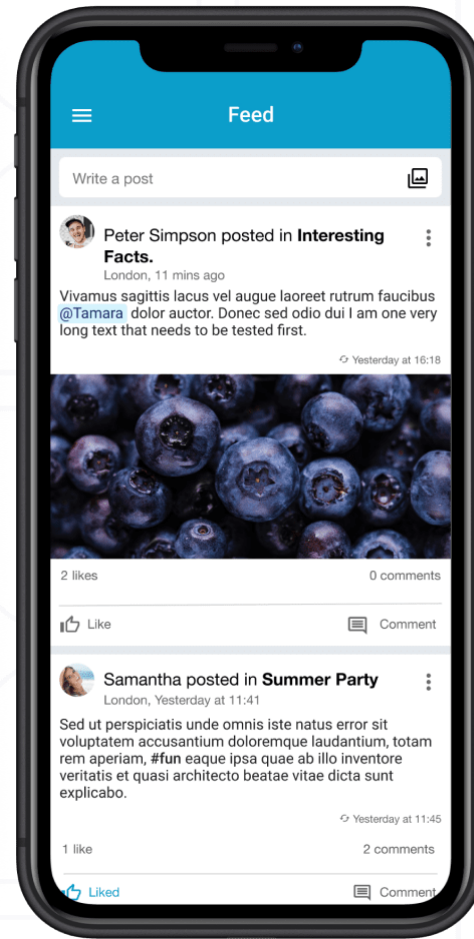 Feed
Write a post
Peter Simpson posted in Interesting
Facts.
London, 11 mins ago
Vivamus sagittis lacus vel augue laoreet rutrum faucibus
@Tamara dolor auctor. Donec sed odio dui I am one very
long text that needs to be tested first.
Yesterday at 16:18
2 likes 0 comments
Like Comment
Samantha posted in Summer Party
London, Yesterday at 11:41
Sed ut perspiciatis unde omnis iste natus error sit
voluptatem accusantium doloremque laudantium, totam
rem aperiam, #fun eaque ipsa quae ab illo inventore
veritatis et quasi architecto beatae vitae dicta sunt
explicabo.
Yesterday at 11:45
1 like 2 comments
Liked Comment